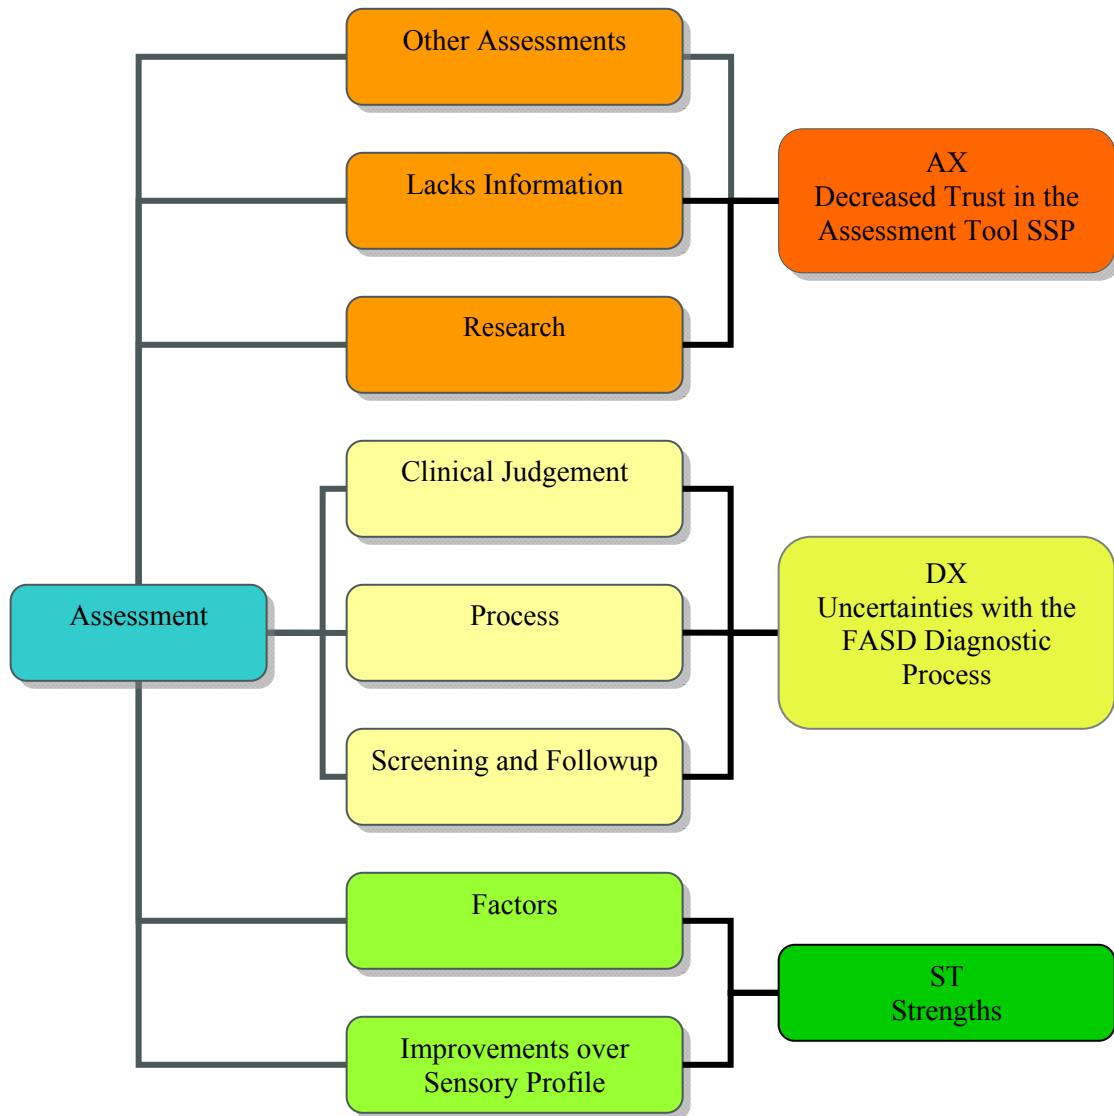 Other Assessments
Lacks Information
AX
Decreased Trust in the
Assessment Tool SSP
Research
Clinical Judgement
Assessment
Process
DX
Uncertainties with the
FASD Diagnostic
Process
Screening and Followup
Factors
ST
Strengths
Improvements over
Sensory Profile